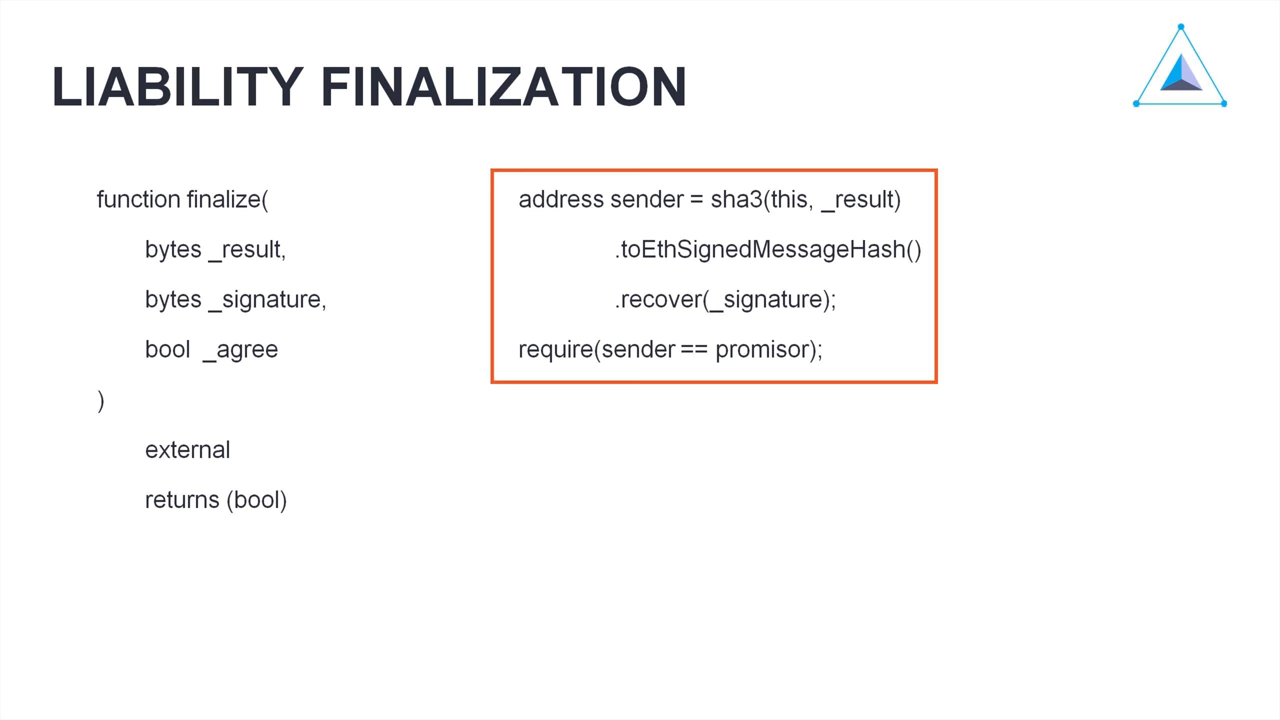 LIABILITY FINALIZATION
function finalize(
bytes _result,
bytes _signature,
bool _agree
)
external
returns (bool)
address sender = sha3(this, _result)
.toEthSignedMessageHash()
.recover(_signature);
require(sender == promisor);